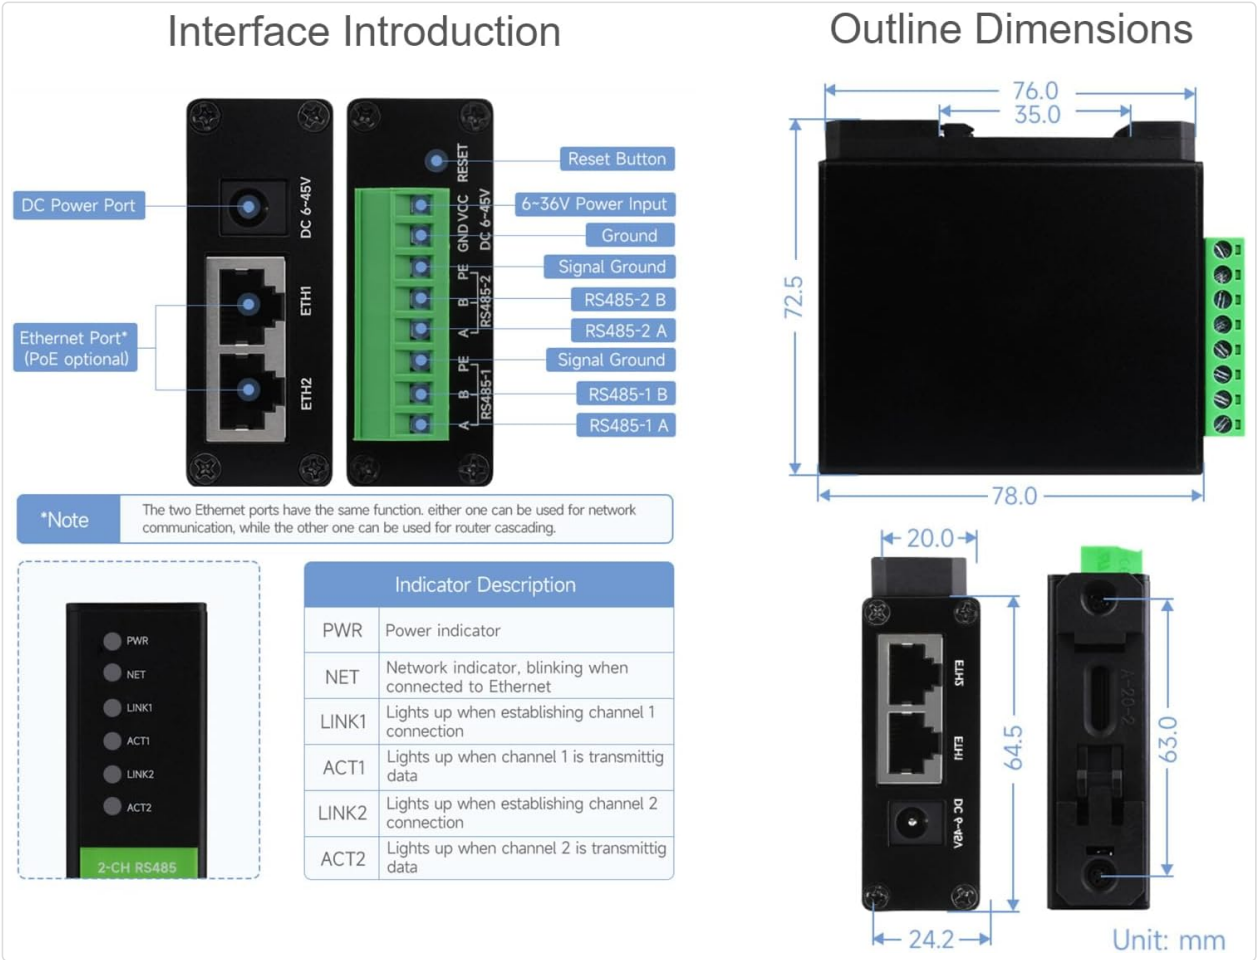 Interface Introduction
Outline Dimensions
DC Power Port
Ethernet Port*
(PoE optional)
DC 6~45V
ETH1
ETH2
RESET
VCC
GND
DC 6~45V
PE
B
A
RS485-2
PE
B
A
RS485-1
Reset Button
6~36V Power Input
Ground
Signal Ground
RS485-2 B
RS485-2 A
Signal Ground
RS485-1 B
RS485-1 A
*Note
The two Ethernet ports have the same function. either one can be used for network
communication, while the other one can be used for router cascading.
PWR
NET
LINK1
ACT1
LINK2
ACT2
2-CH RS485
Indicator Description
PWR
Power indicator
NET
Network indicator, blinking when
connected to Ethernet
LINK1
Lights up when establishing channel 1
connection
ACT1
Lights up when channel 1 is transmittig
data
LINK2
Lights up when establishing channel 2
connection
ACT2
Lights up when channel 2 is transmittig
data
76.0
35.0
72.5
78.0
20.0
ETH2
ETH1
DC 6~45V
64.5
24.2
A-20-2
63.0
Unit: mm